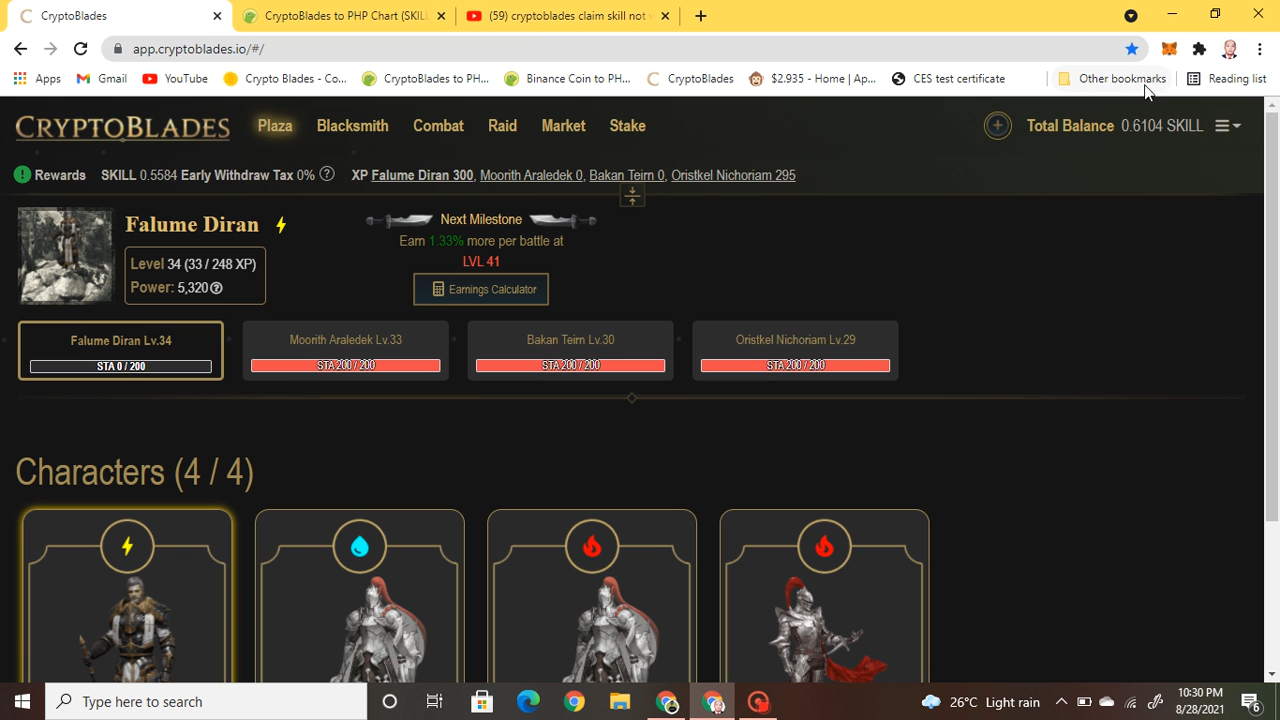 CryptoBlades
CryptoBlades to PHP Chart (SKIL
(59) cryptoblades claim skill not
app.cryptoblades.io/#/
Apps Gmail YouTube Crypto Blades - Co... CryptoBlades to PH... Binance Coin to PH... CryptoBlades $2.935 - Home | Ap... CES test certificate Other bookmarks Reading list
CRYPTOBLADES Plaza Blacksmith Combat Raid Market Stake Total Balance 0.6104 SKILL
Rewards SKILL 0.5584 Early Withdraw Tax 0% XP Falume Diran 300, Moorith Araledek 0, Bakan Teirn 0, Oristkel Nichoriam 295
Falume Diran
Level 34 (33 / 248 XP)
Power: 5,320
Next Milestone
Earn 1.33% more per battle at
LVL 41
Earnings Calculator
Falume Diran Lv.34
STA 0 / 200
Moorith Araledek Lv.33
STA 200 / 200
Bakan Teirn Lv.30
STA 200 / 200
Oristkel Nichoriam Lv.29
STA 200 / 200
Characters (4 / 4)
Type here to search
26°C Light rain
10:30 PM
8/28/2021
6